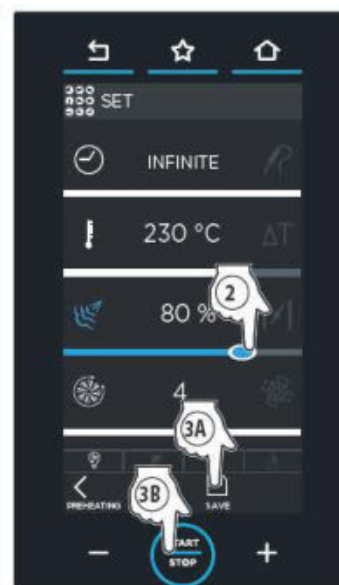 SET
INFINITE
230 °C
ΔT
80 %
2
4
3A
3B
PREHEATING
SAVE
START
STOP